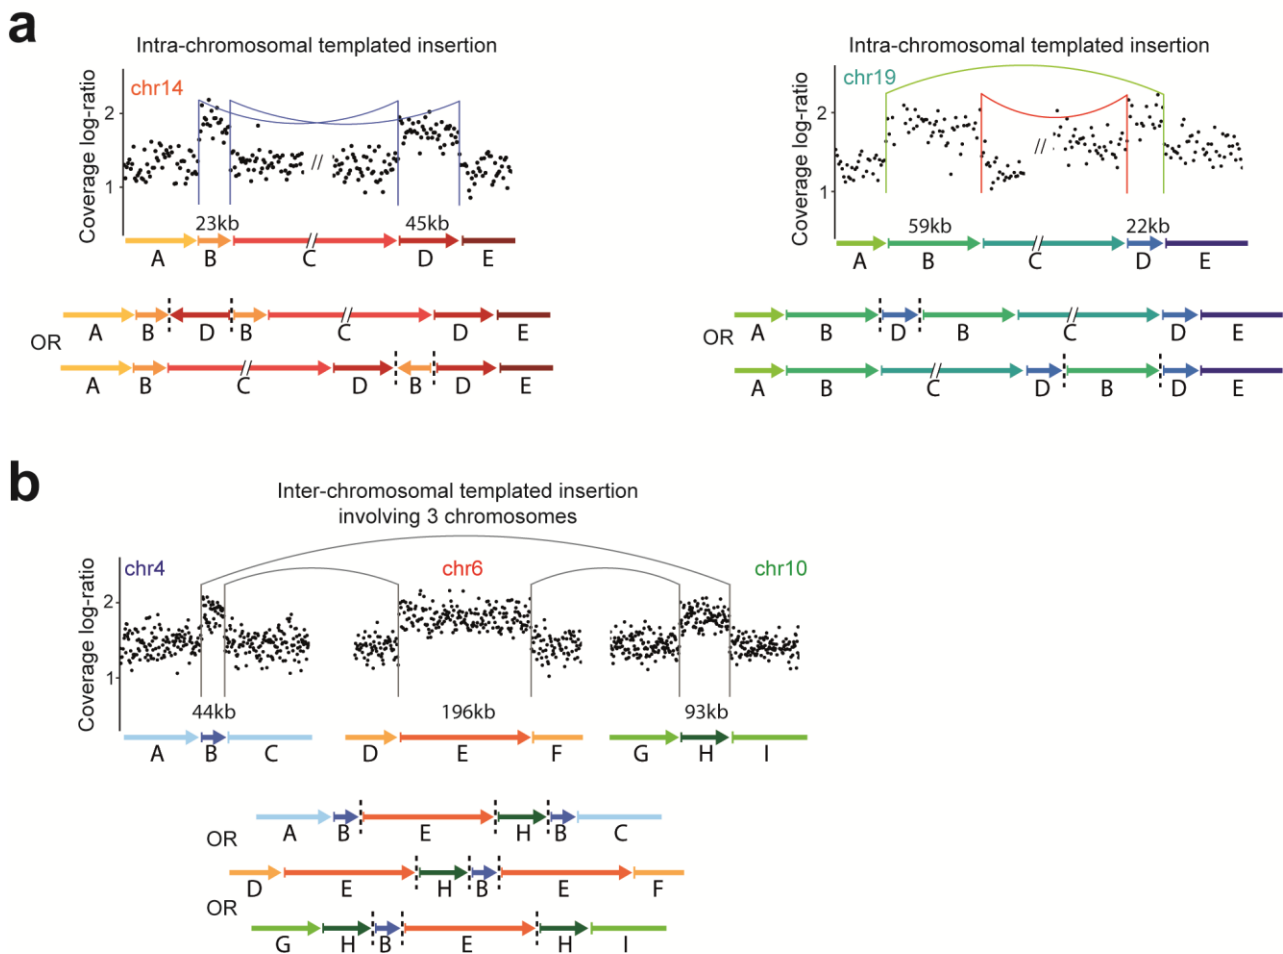 a
Intra-chromosomal templated insertion
chr14
Coverage log-ratio
2
1
23kb
45kb
A B C D E
A B D B C D E
OR
A B C D B D E
Intra-chromosomal templated insertion
chr19
Coverage log-ratio
2
1
59kb
22kb
A B C D E
A B D B C D E
OR
A B C D B D E
b
Inter-chromosomal templated insertion
involving 3 chromosomes
chr4
chr6
chr10
Coverage log-ratio
2
1
44kb
196kb
93kb
A B C D E F G H I
A B E H B C
OR
D E H B E F
OR
G H B E H I